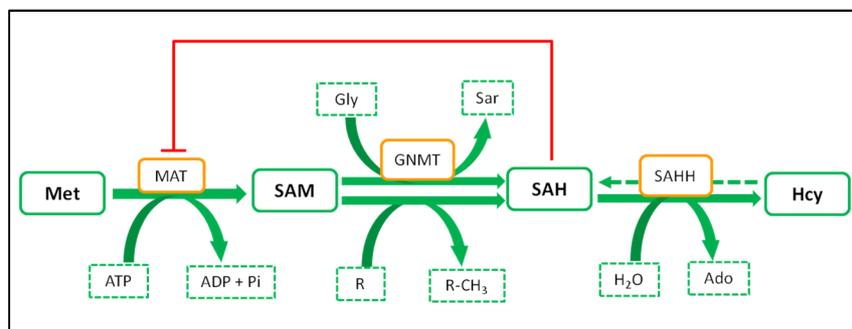 Gly
Sar
GNMT
MAT
SAHH
Met
SAM
SAH
Hcy
ATP
ADP + Pi
R
R-CH₃
H₂O
Ado